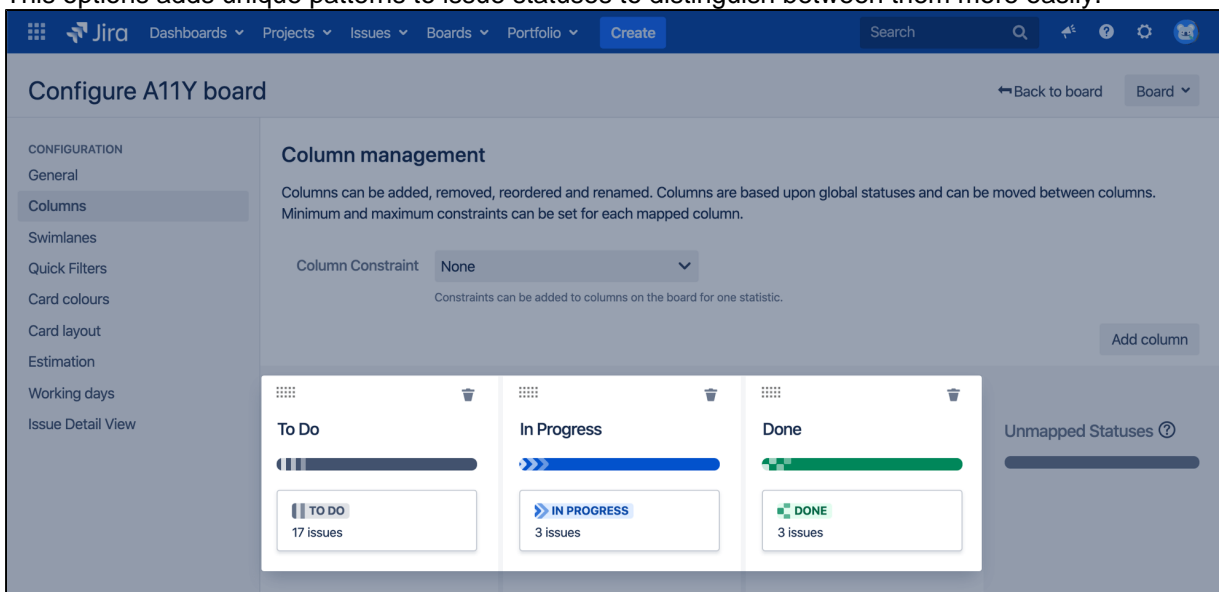 This options adds unique patterns to issue statuses to distinguish between them more easily.
Jira Dashboards Projects Issues Boards Portfolio Create Search
Configure A11Y board
Back to board Board
CONFIGURATION
General
Columns
Swimlanes
Quick Filters
Card colours
Card layout
Estimation
Working days
Issue Detail View
Column management
Columns can be added, removed, reordered and renamed. Columns are based upon global statuses and can be moved between columns.
Minimum and maximum constraints can be set for each mapped column.
Column Constraint None
Constraints can be added to columns on the board for one statistic.
Add column
To Do
TO DO
17 issues
In Progress
IN PROGRESS
3 issues
Done
DONE
3 issues
Unmapped Statuses